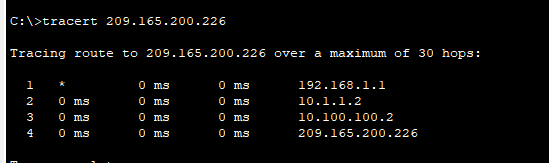 C:\>tracert 209.165.200.226
Tracing route to 209.165.200.226 over a maximum of 30 hops:
1 * 0 ms 0 ms 192.168.1.1
2 0 ms 0 ms 0 ms 10.1.1.2
3 0 ms 0 ms 0 ms 10.100.100.2
4 0 ms 0 ms 0 ms 209.165.200.226